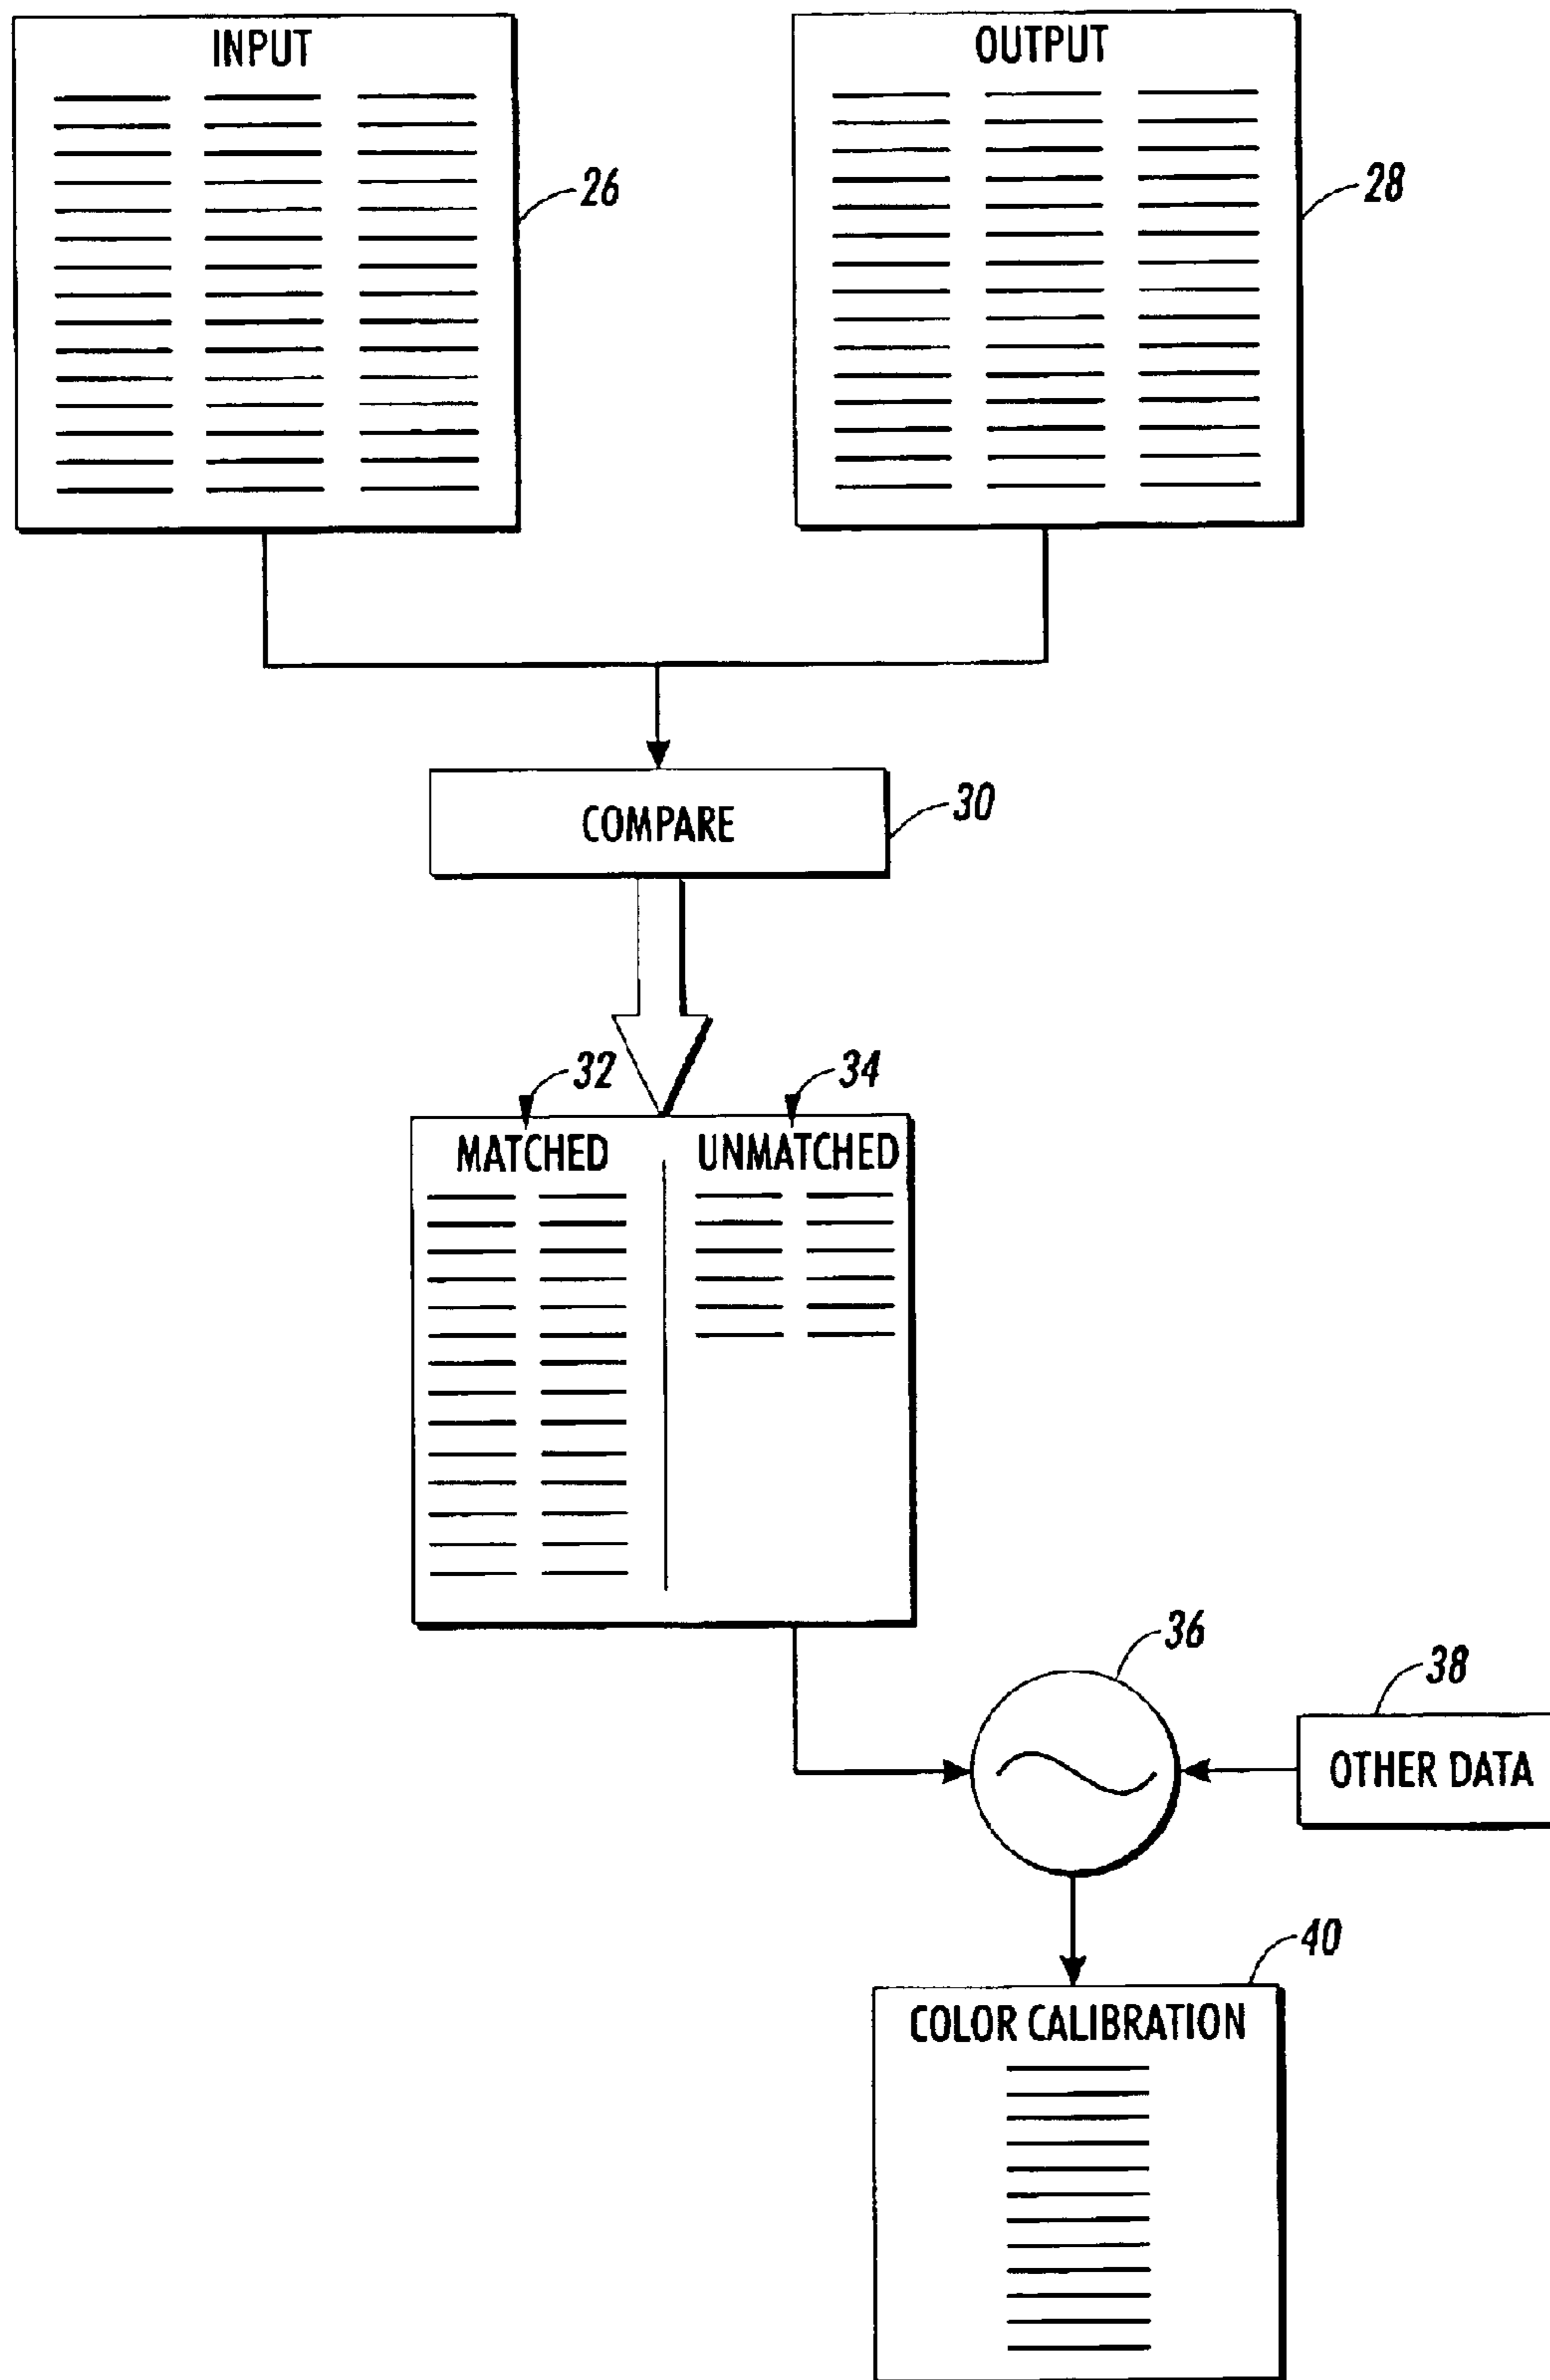 INPUT
OUTPUT
26
28
COMPARE
30
32
34
MATCHED
UNMATCHED
36
38
OTHER DATA
40
COLOR CALIBRATION